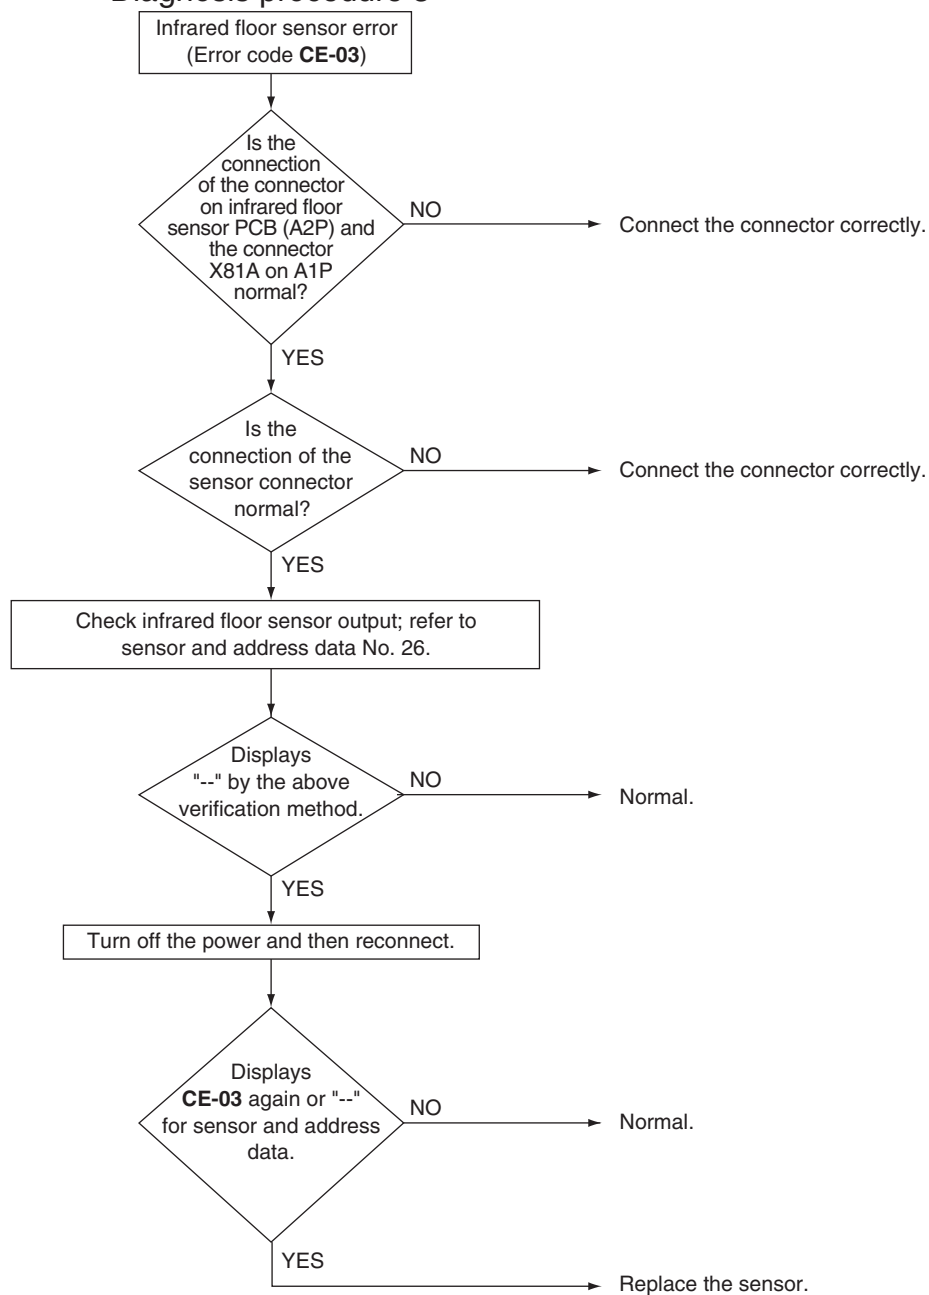 Infrared floor sensor error
(Error code CE-03)
Is the
connection
of the connector
on infrared floor
sensor PCB (A2P) and
the connector
X81A on A1P
normal?
NO
Connect the connector correctly.
YES
Is the
connection of the
sensor connector
normal?
NO
Connect the connector correctly.
YES
Check infrared floor sensor output; refer to
sensor and address data No. 26.
Displays
"--" by the above
verification method.
NO
Normal.
YES
Turn off the power and then reconnect.
Displays
CE-03 again or "--"
for sensor and address
data.
NO
Normal.
YES
Replace the sensor.